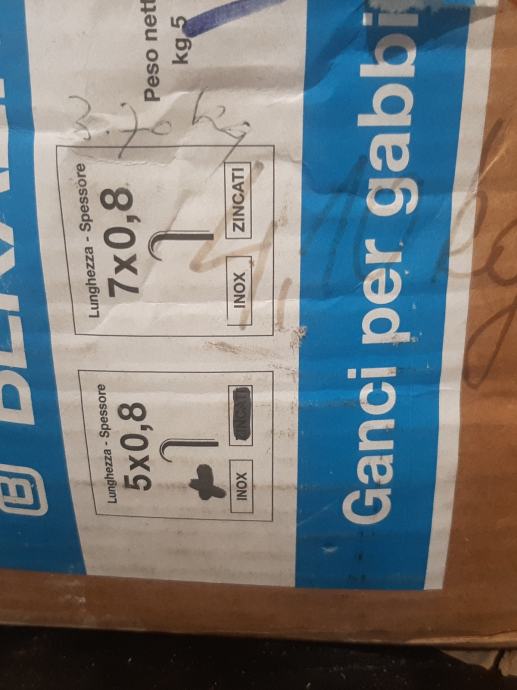 Lunghezza - Spessore
5x0,8
INOX
Lunghezza - Spessore
7x0,8
INOX ZINCATI
Peso nett
kg 5
Ganci per gabbi